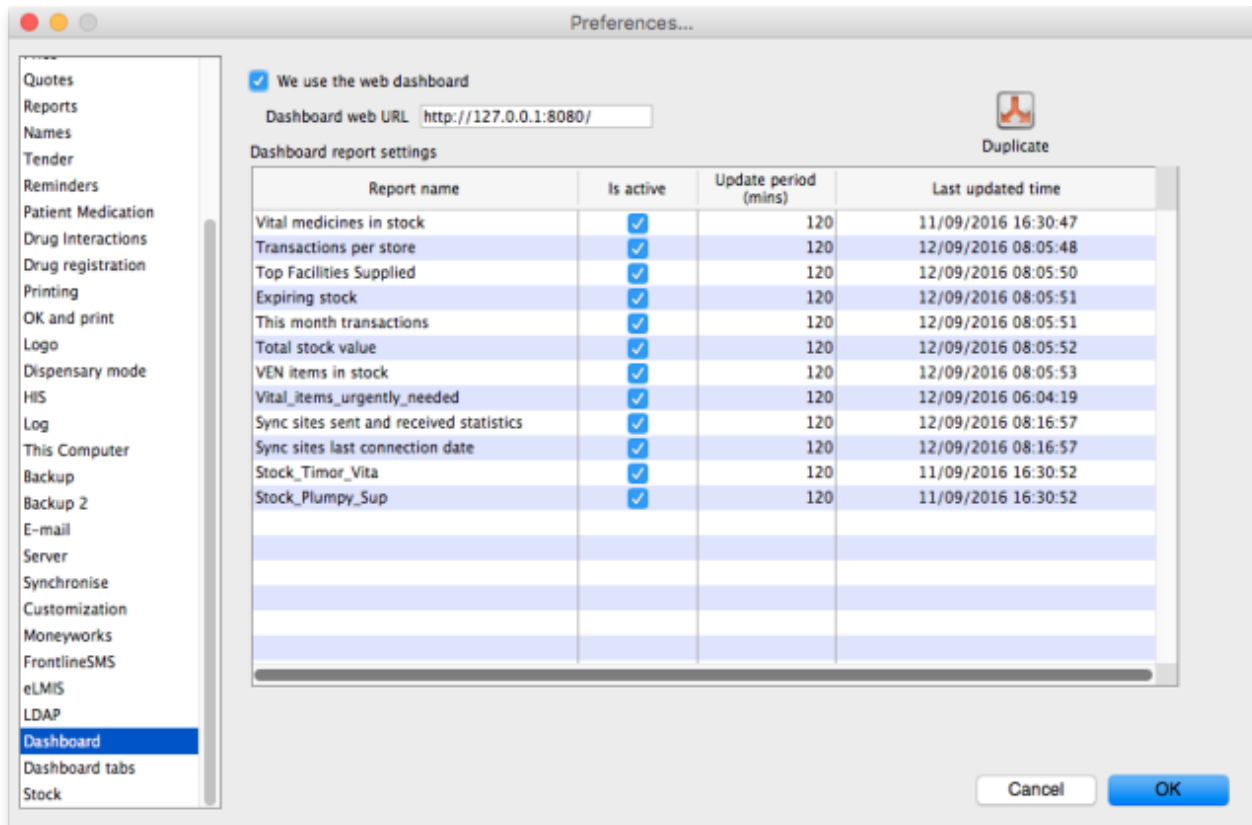 Preferences...
Quotes
Reports
Names
Tender
Reminders
Patient Medication
Drug Interactions
Drug registration
Printing
OK and print
Logo
Dispensary mode
HIS
Log
This Computer
Backup
Backup 2
E-mail
Server
Synchronise
Customization
Moneyworks
FrontlineSMS
eLMIS
LDAP
Dashboard
Dashboard tabs
Stock
We use the web dashboard
Dashboard web URL http://127.0.0.1:8080/
Duplicate
Dashboard report settings
Report name Is active Update period (mins) Last updated time
Vital medicines in stock 120 11/09/2016 16:30:47
Transactions per store 120 12/09/2016 08:05:48
Top Facilities Supplied 120 12/09/2016 08:05:50
Expiring stock 120 12/09/2016 08:05:51
This month transactions 120 12/09/2016 08:05:51
Total stock value 120 12/09/2016 08:05:52
VEN items in stock 120 12/09/2016 08:05:53
Vital_items_urgently_needed 120 12/09/2016 06:04:19
Sync sites sent and received statistics 120 12/09/2016 08:16:57
Sync sites last connection date 120 12/09/2016 08:16:57
Stock_Timor_Vita 120 11/09/2016 16:30:52
Stock_Plumpy_Sup 120 11/09/2016 16:30:52
Cancel OK